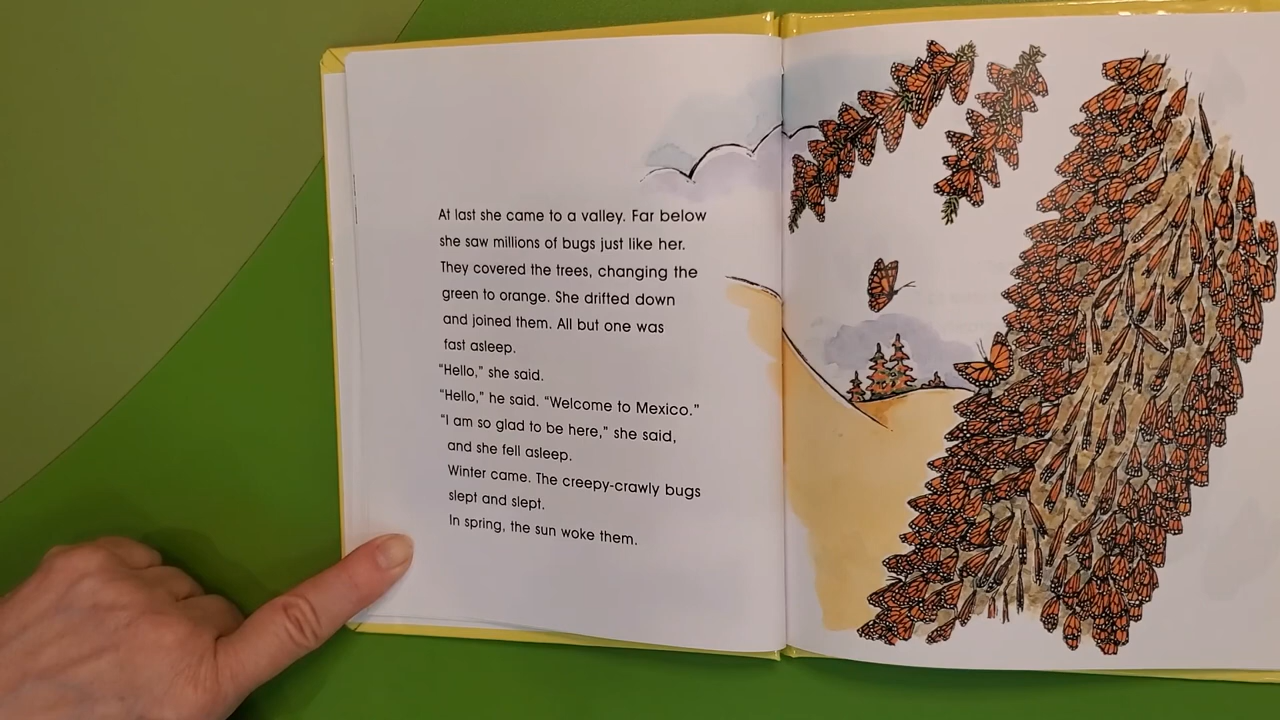 At last she came to a valley. Far below
she saw millions of bugs just like her.
They covered the trees, changing the
green to orange. She drifted down
and joined them. All but one was
fast asleep.
"Hello," she said.
"Hello," he said. "Welcome to Mexico."
"I am so glad to be here," she said,
and she fell asleep.
Winter came. The creepy-crawly bugs
slept and slept.
In spring, the sun woke them.